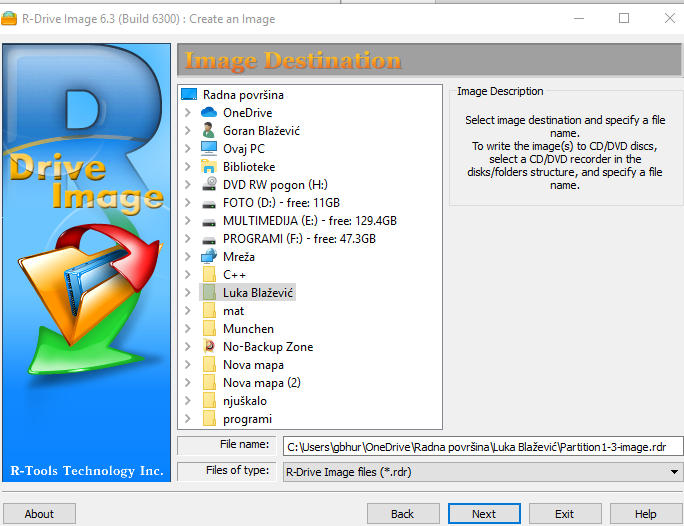 R-Drive Image 6.3 (Build 6300) : Create an Image
Image Destination
Drive
Image
R-Tools Technology Inc.
Radna površina
OneDrive
Goran Blažević
Ovaj PC
Biblioteke
DVD RW pogon (H:)
FOTO (D:) - free: 11GB
MULTIMEDIJA (E:) - free: 129.4GB
PROGRAMI (F:) - free: 47.3GB
Mreža
C++
Luka Blažević
mat
Munchen
No-Backup Zone
Nova mapa
Nova mapa (2)
njuškalo
programi
Image Description
Select image destination and specify a file
name.
To write the image(s) to CD/DVD discs,
select a CD/DVD recorder in the
disks/folders structure, and specify a file
name.
File name:
C:\Users\gbhur\OneDrive\Radna površina\Luka Blažević\Partition1-3-image.rdr
Files of type:
R-Drive Image files (*.rdr)
About
Back
Next
Exit
Help